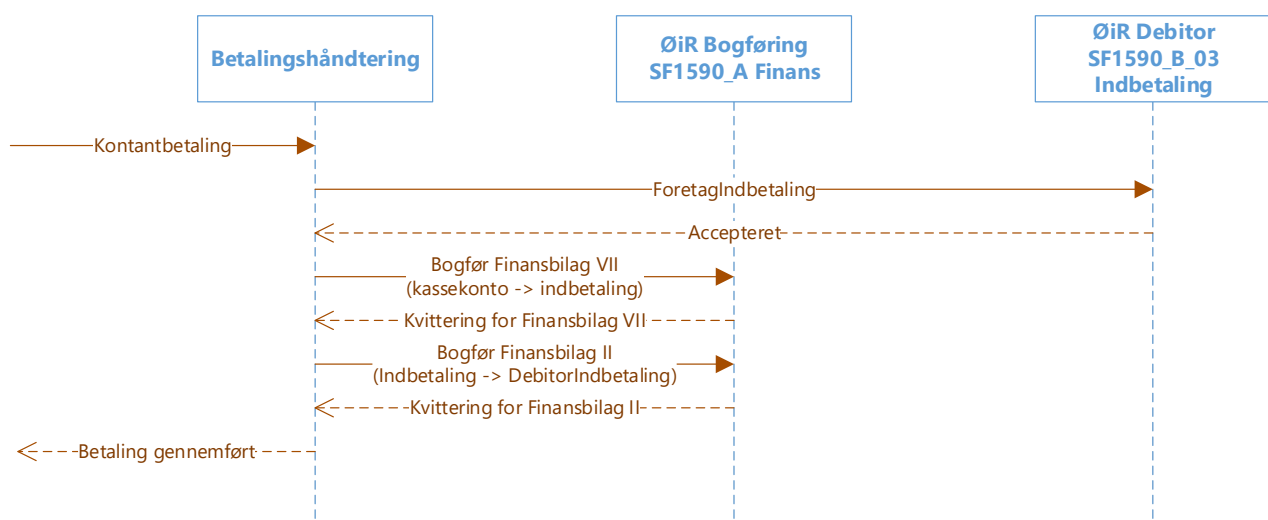 Betalingshåndtering
ØiR Bogføring
SF1590_A Finans
ØiR Debitor
SF1590_B_03
Indbetaling
Kontantbetaling
ForetagIndbetaling
Accepteret
Bogfør Finansbilag VII
(kassekonto -> indbetaling)
Kvittering for Finansbilag VII
Bogfør Finansbilag II
(Indbetaling -> DebitorIndbetaling)
Kvittering for Finansbilag II
Betaling gennemført